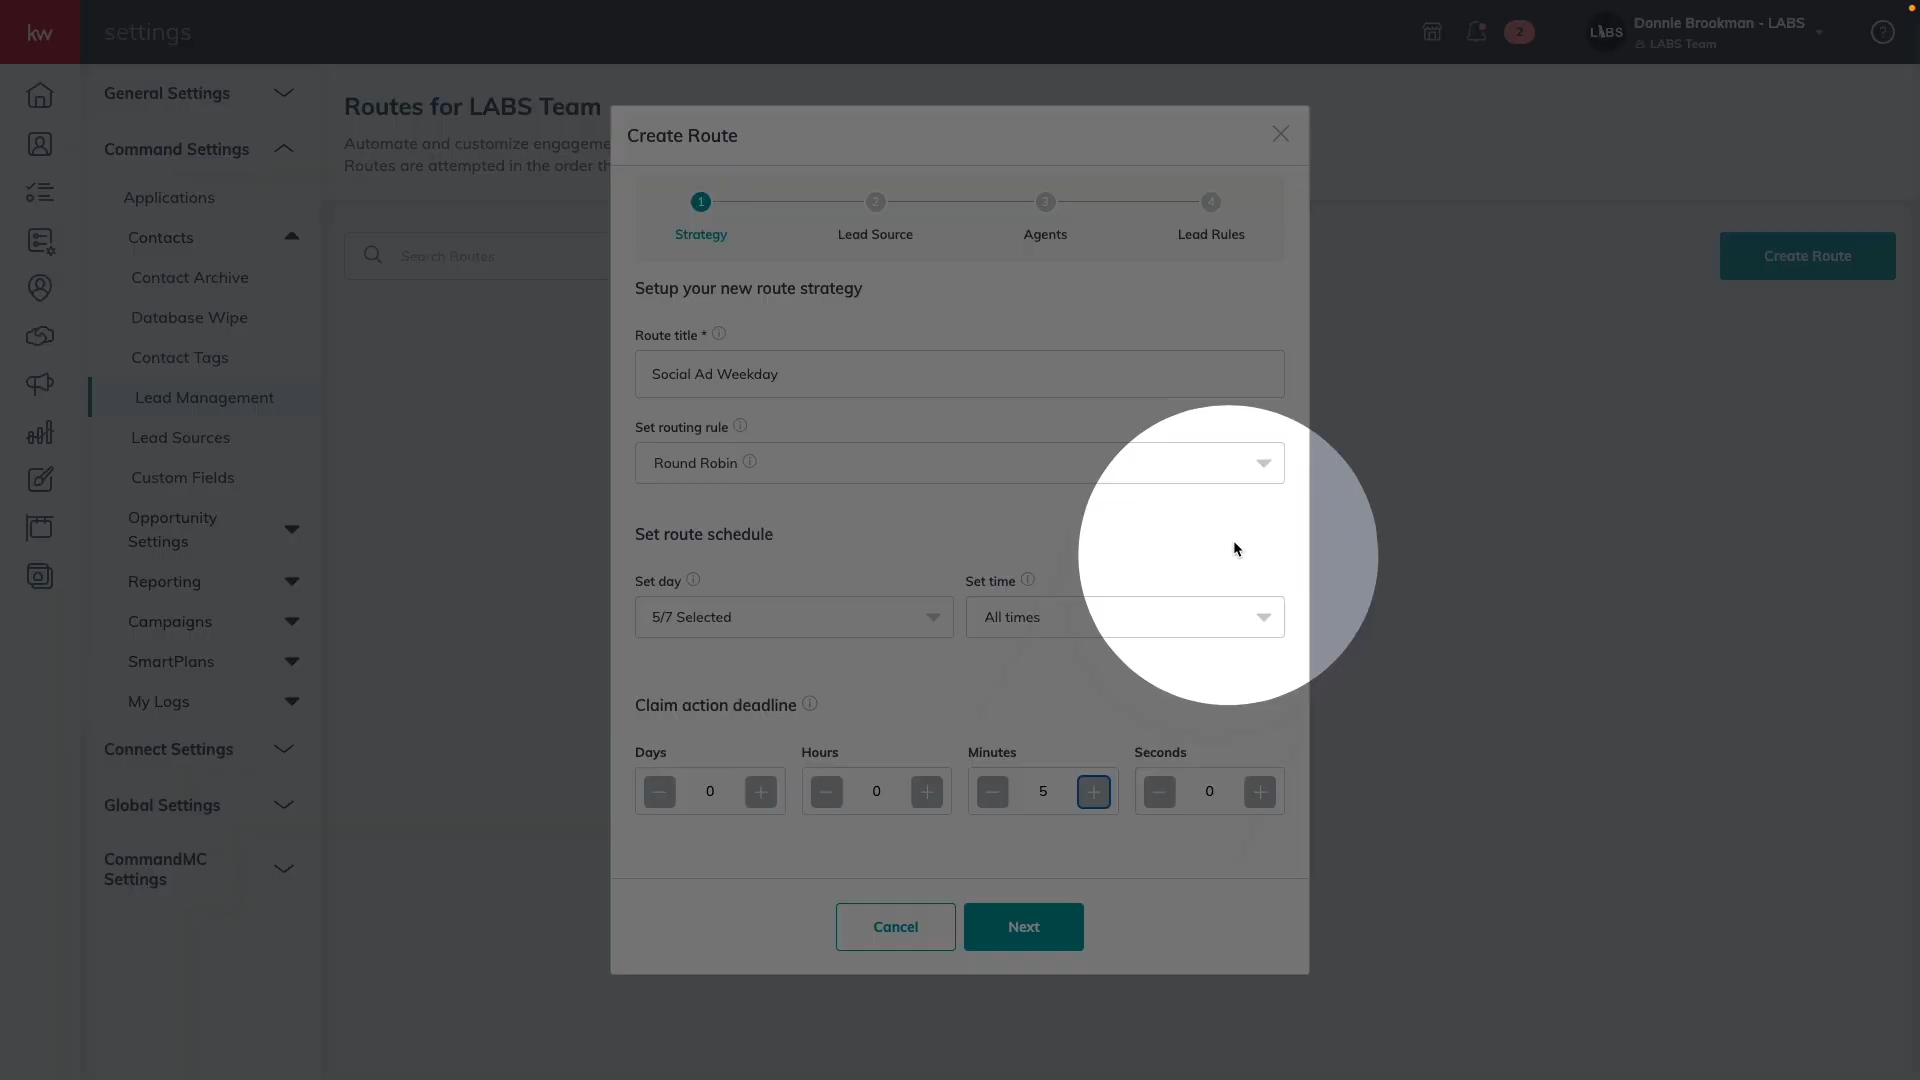 kw
settings
2
LABS
Donnie Brookman - LABS
LABS Team
?
General Settings
Command Settings
Applications
Contacts
Contact Archive
Database Wipe
Contact Tags
Lead Management
Lead Sources
Custom Fields
Opportunity
Settings
Reporting
Campaigns
SmartPlans
My Logs
Connect Settings
Global Settings
CommandMC
Settings
Routes for LABS Team
Automate and customize engageme
Routes are attempted in the order th
Search Routes
Create Route
Create Route
1
2
3
4
Strategy
Lead Source
Agents
Lead Rules
Setup your new route strategy
Route title *
Social Ad Weekday
Set routing rule
Round Robin
Set route schedule
Set day
Set time
5/7 Selected
All times
Claim action deadline
Days
Hours
Minutes
Seconds
0
0
5
0
Cancel
Next